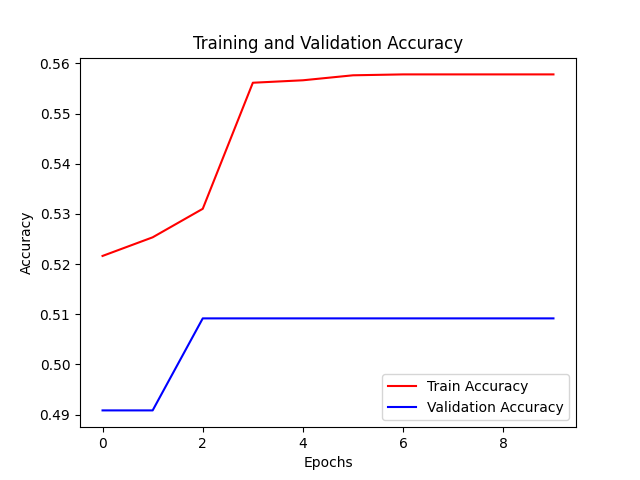 Training and Validation Accuracy
0.56
0.55
0.54
0.53
0.52
0.51
0.50
0.49
Accuracy
Train Accuracy
Validation Accuracy
0 2 4 6 8
Epochs